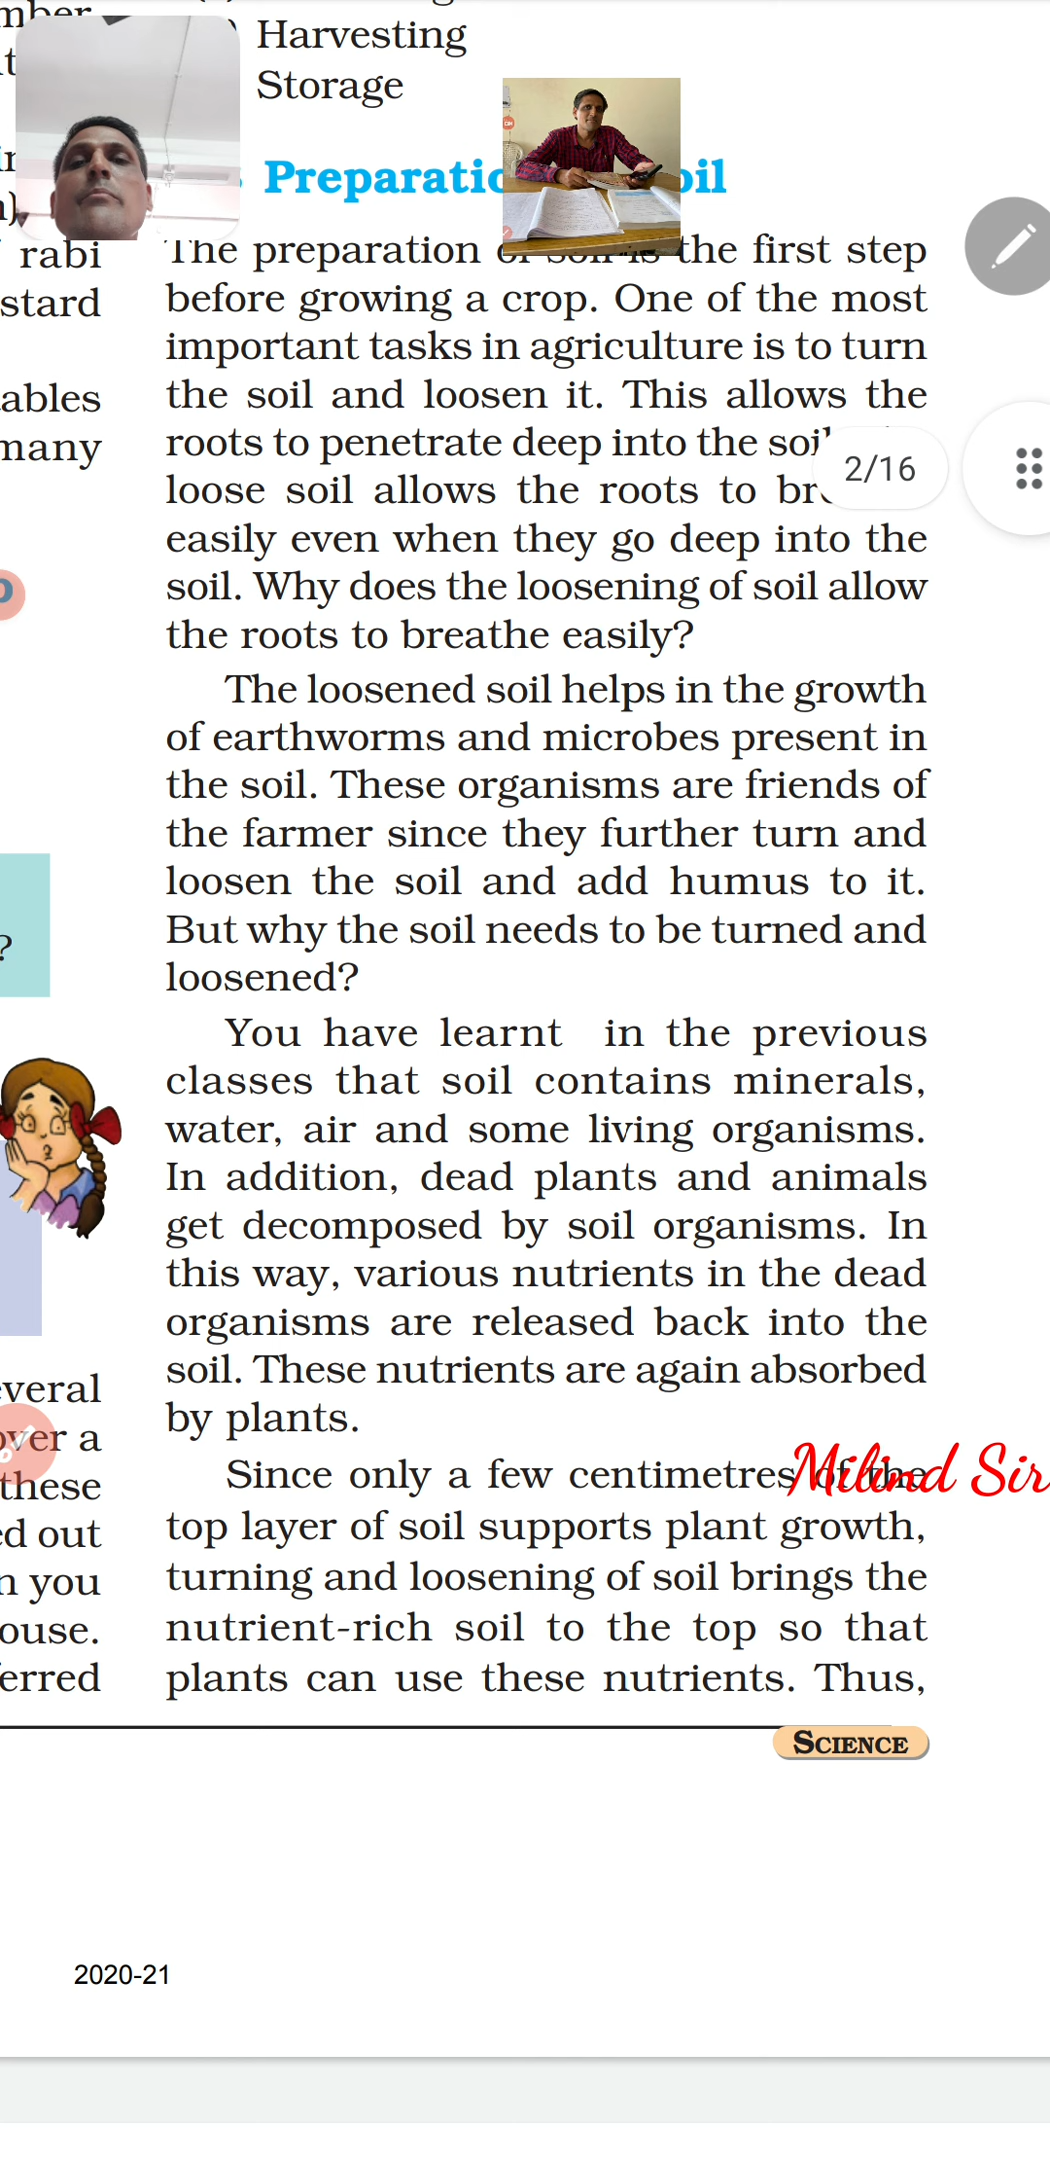 Harvesting
Storage
rabi
stard
ables
many
?
everal
over a
these
ed out
n you
ouse.
ferred
Preparatio oil
The preparation of soil is the first step
before growing a crop. One of the most
important tasks in agriculture is to turn
the soil and loosen it. This allows the
roots to penetrate deep into the soil
2/16
loose soil allows the roots to br
easily even when they go deep into the
soil. Why does the loosening of soil allow
the roots to breathe easily?
The loosened soil helps in the growth
of earthworms and microbes present in
the soil. These organisms are friends of
the farmer since they further turn and
loosen the soil and add humus to it.
But why the soil needs to be turned and
loosened?
You have learnt in the previous
classes that soil contains minerals,
water, air and some living organisms.
In addition, dead plants and animals
get decomposed by soil organisms. In
this way, various nutrients in the dead
organisms are released back into the
soil. These nutrients are again absorbed
by plants.
Since only a few centimetres of the
Milind Sir
top layer of soil supports plant growth,
turning and loosening of soil brings the
nutrient-rich soil to the top so that
plants can use these nutrients. Thus,
SCIENCE
2020-21